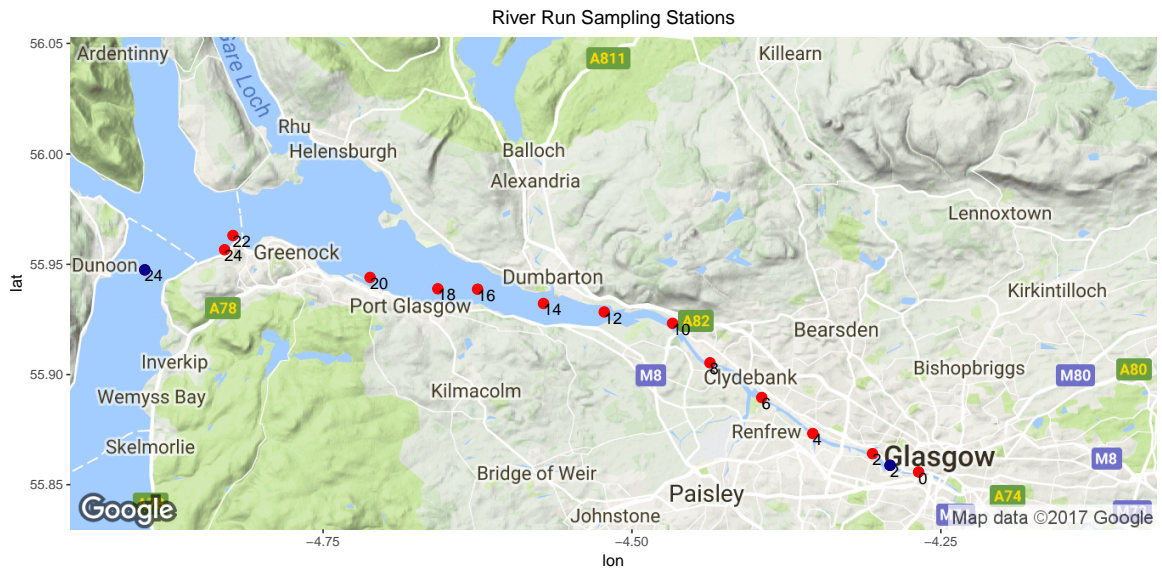 River Run Sampling Stations
Ardentinny
Gare Loch
A811
Killearn
56.05
Rhu
Helensburgh
Balloch
56.00
Alexandria
Lennoxtown
22
24
Greenock
Dunoon
24
55.95
lat
Dumbarton
20
18
16
14
12
10
A82
A78
Port Glasgow
Kirkintilloch
Bearsden
Inverkip
8
Clydebank
M8
Bishopbriggs
M80
A80
55.90
Kilmacolm
Wemyss Bay
6
Renfrew
4
Skelmorlie
2
Glasgow
2
0
M8
Bridge of Weir
Paisley
A74
55.85
Google
Johnstone
Map data ©2017 Google
−4.75
−4.50
−4.25
lon